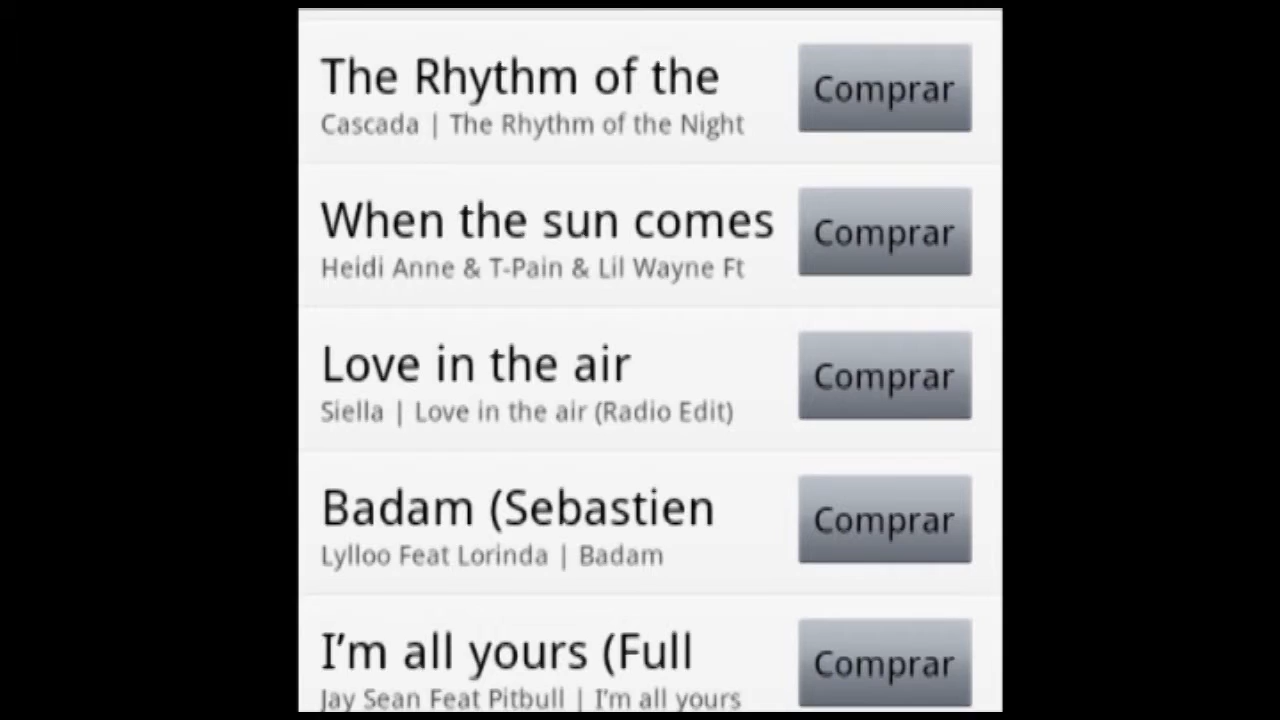 The Rhythm of the
Cascada | The Rhythm of the Night
Comprar
When the sun comes
Heidi Anne & T-Pain & Lil Wayne Ft
Comprar
Love in the air
Siella | Love in the air (Radio Edit)
Comprar
Badam (Sebastien
Lylloo Feat Lorinda | Badam
Comprar
I’m all yours (Full
Jay Sean Feat Pitbull | I’m all yours
Comprar